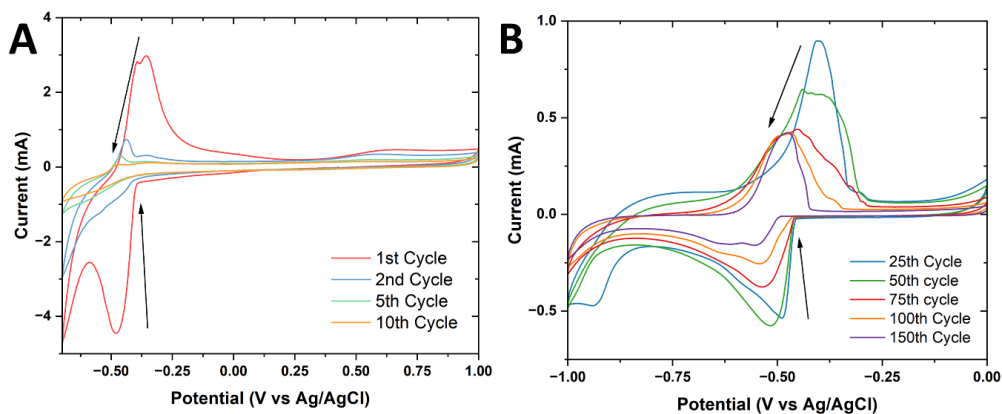 A
Current (mA)
4
2
0
-2
-4
-0.50
-0.25
0.00
0.25
0.50
0.75
1.00
Potential (V vs Ag/AgCl)
1st Cycle
2nd Cycle
5th Cycle
10th Cycle
B
Current (mA)
1.0
0.5
0.0
-0.5
-1.00
-0.75
-0.50
-0.25
0.00
Potential (V vs Ag/AgCl)
25th Cycle
50th Cycle
75th cycle
100th Cycle
150th Cycle